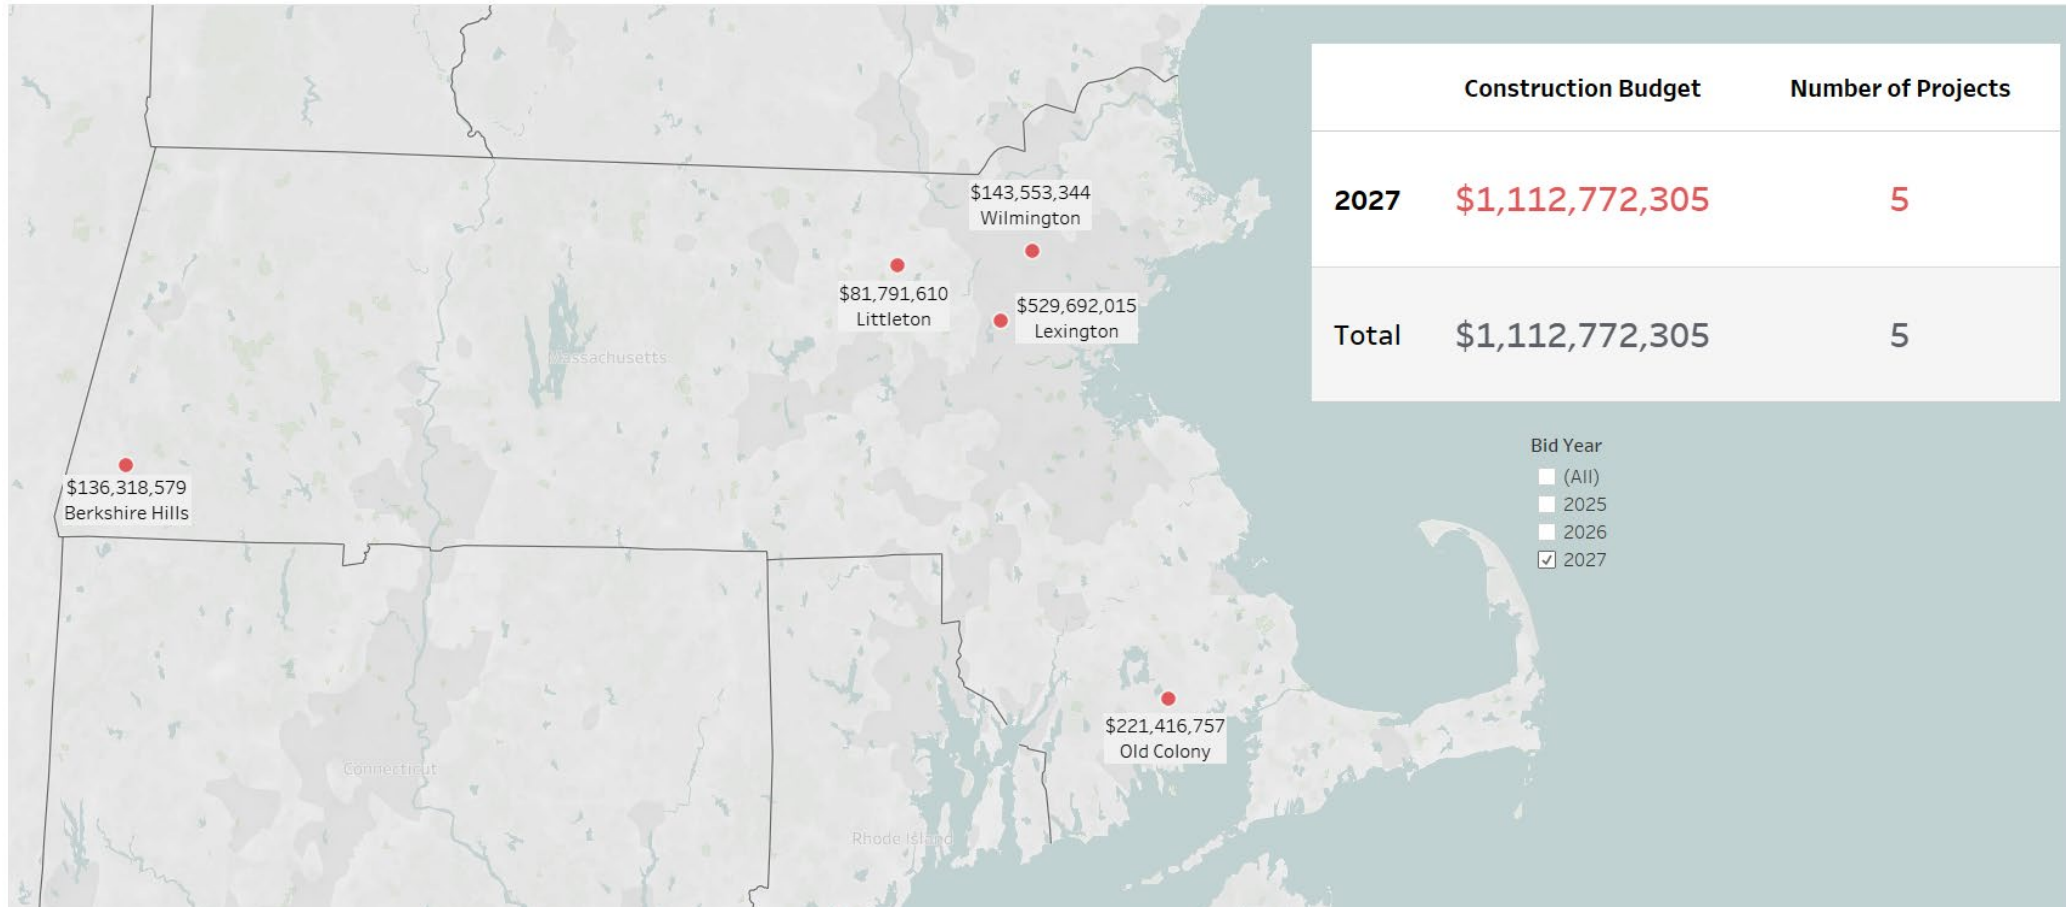 Construction Budget Number of Projects
2027 $1,112,772,305 5
Total $1,112,772,305 5
$143,553,344
Wilmington
$81,791,610
Littleton
$529,692,015
Lexington
Massachusetts
$136,318,579
Berkshire Hills
Bid Year
(All)
2025
2026
2027
$221,416,757
Old Colony
Connecticut
Rhode Island